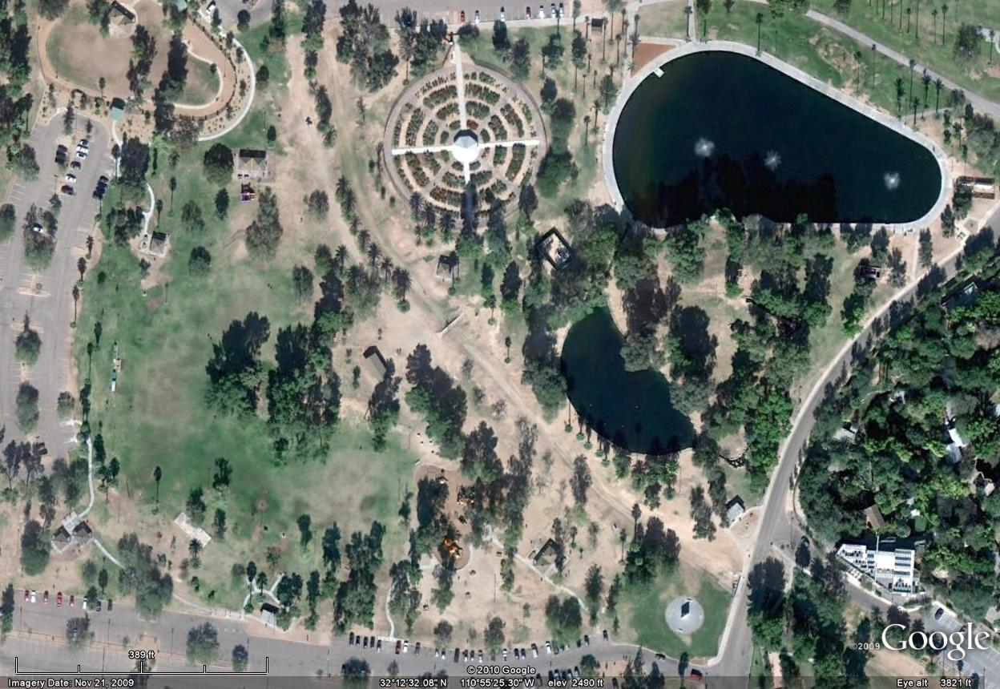 ©2009 Google
389 ft
© 2010 Google
Imagery Date: Nov 21, 2009 32°12'32.08" N 110°55'25.30" W elev 2490 ft Eye alt 3821 ft